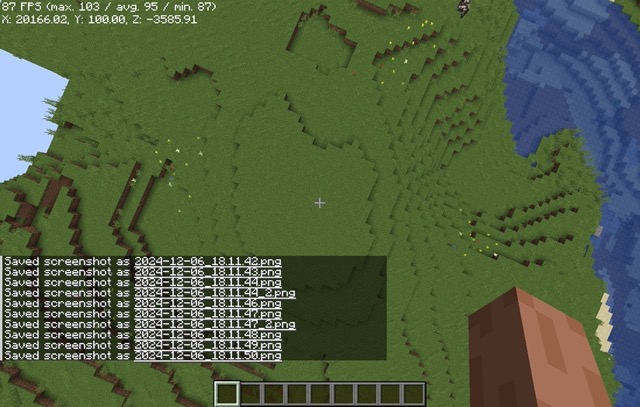 87 FPS (max. 103 / avg. 95 / min. 87)
X: 20166.02, Y: 100.00, Z: -3585.91
Saved screenshot as 2024-12-06_18.11.42.png
Saved screenshot as 2024-12-06_18.11.43.png
Saved screenshot as 2024-12-06_18.11.44.png
Saved screenshot as 2024-12-06_18.11.44_2.png
Saved screenshot as 2024-12-06_18.11.46.png
Saved screenshot as 2024-12-06_18.11.47.png
Saved screenshot as 2024-12-06_18.11.47_2.png
Saved screenshot as 2024-12-06_18.11.48.png
Saved screenshot as 2024-12-06_18.11.49.png
Saved screenshot as 2024-12-06_18.11.50.png